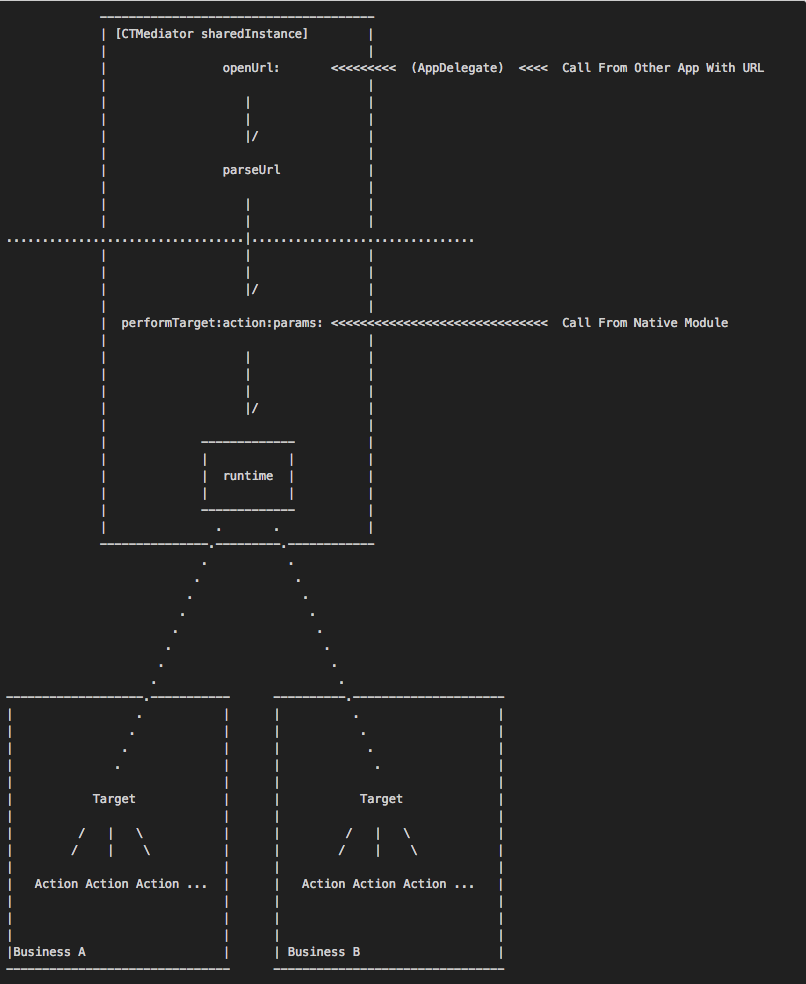 [CTMediator sharedInstance]
openUrl: <<<<<<<<< (AppDelegate) <<<< Call From Other App With URL
parseUrl
performTarget:action:params: <<<<<<<<<<<<<<<<<<<<<<<<<<<<<< Call From Native Module
runtime
Target Target
Action Action Action ... Action Action Action ...
Business A Business B